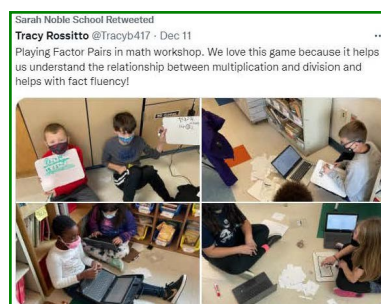 Sarah Noble School Retweeted
Tracy Rossitto @Tracyb417 · Dec 11
Playing Factor Pairs in math workshop. We love this game because it helps
us understand the relationship between multiplication and division and
helps with fact fluency!